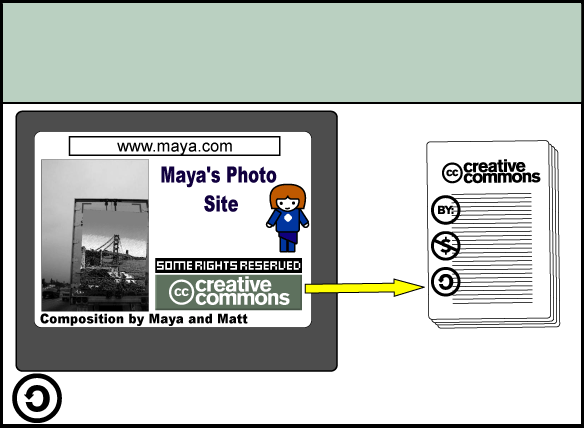 www.maya.com
Maya's Photo
Site
SOME RIGHTS RESERVED
cc creative
commons
Composition by Maya and Matt
cc creative
commons
BY:
$